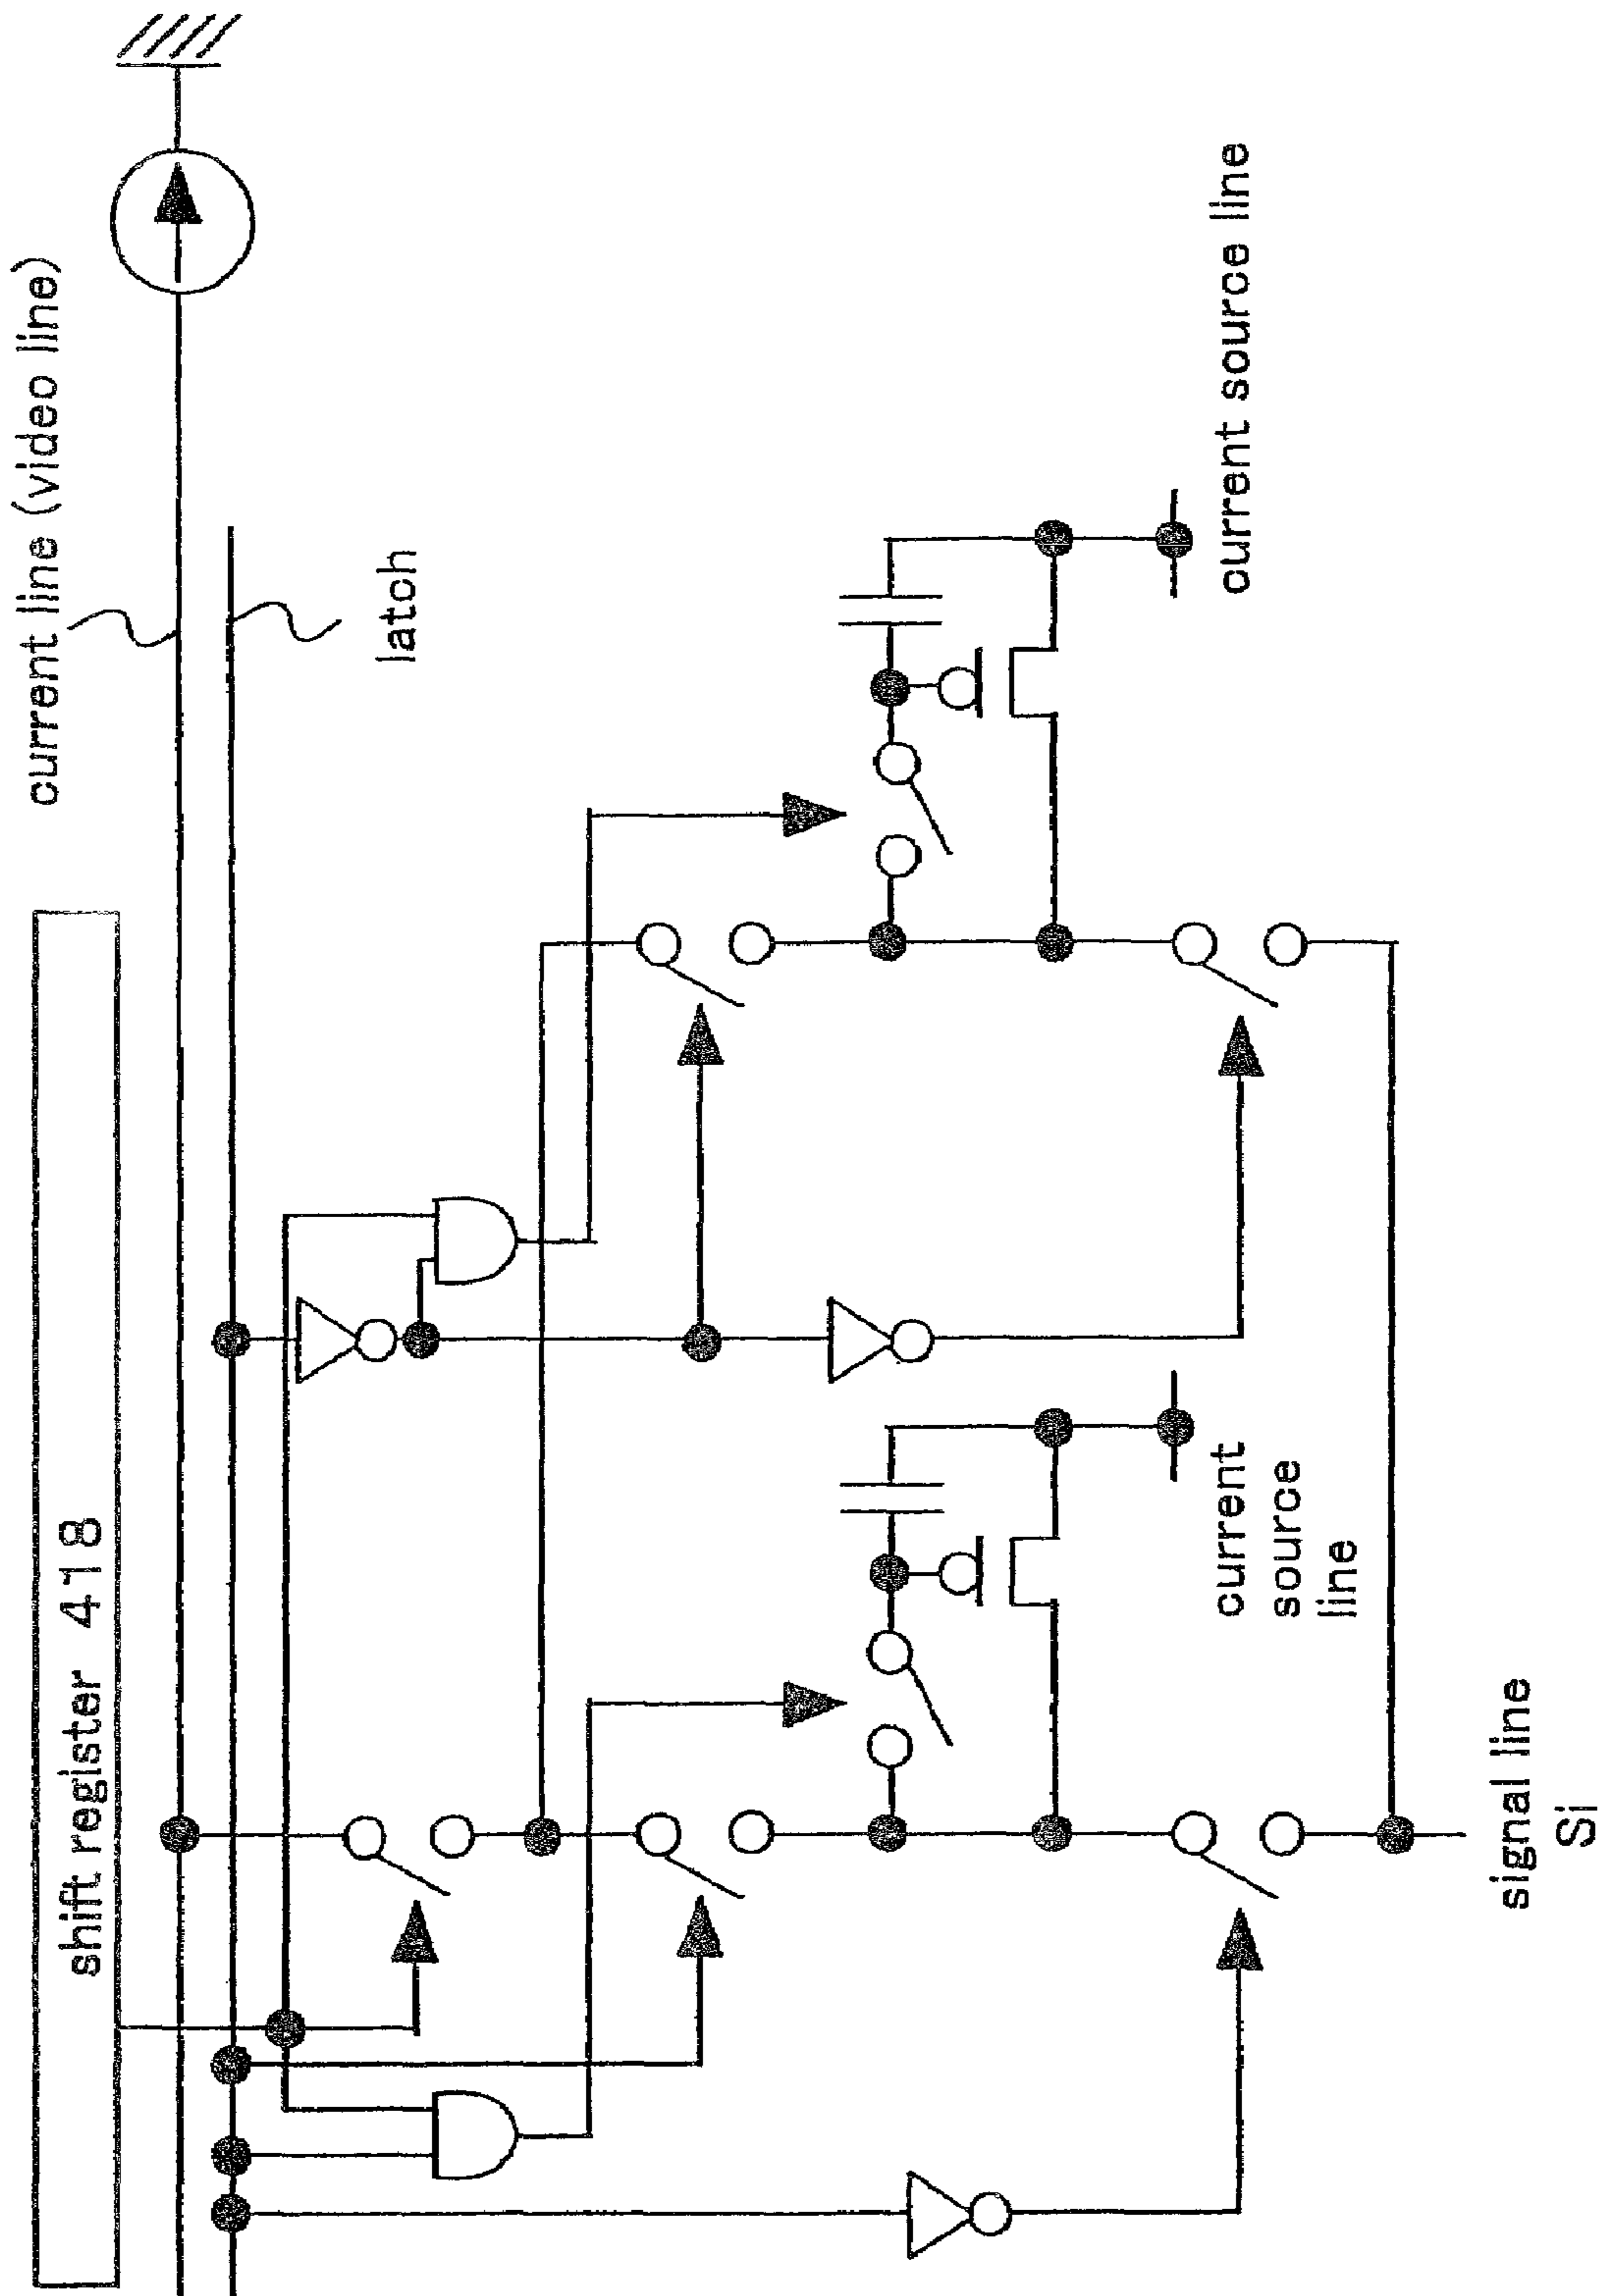 shift register 418
current line (video line)
latch
current source line
current
source
line
signal line
Si